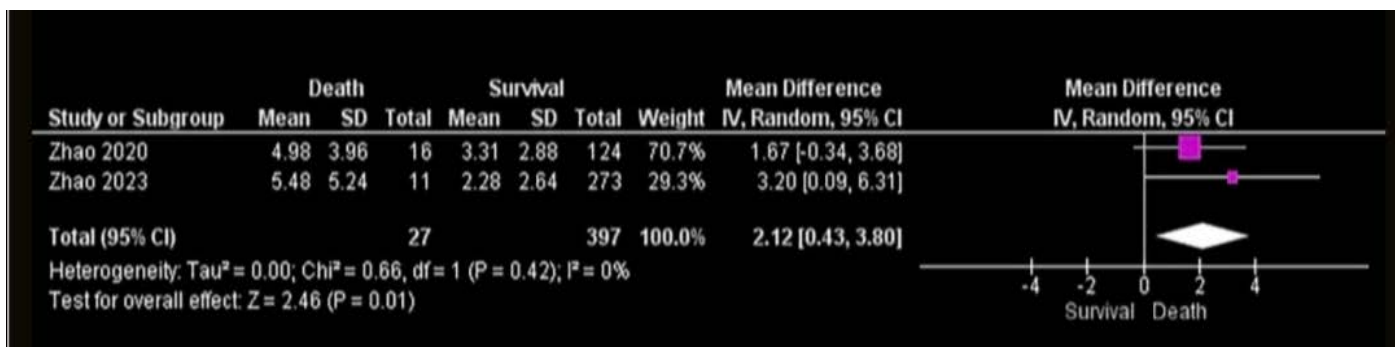 Death Survival Mean Difference Mean Difference
Study or Subgroup Mean SD Total Mean SD Total Weight IV, Random, 95% CI IV, Random, 95% CI
Zhao 2020 4.98 3.96 16 3.31 2.88 124 70.7% 1.67 [-0.34, 3.68]
Zhao 2023 5.48 5.24 11 2.28 2.64 273 29.3% 3.20 [0.09, 6.31]
Total (95% CI) 27 397 100.0% 2.12 [0.43, 3.80]
Heterogeneity: Tau² = 0.00; Chi² = 0.66, df = 1 (P = 0.42); I² = 0%
Test for overall effect: Z = 2.46 (P = 0.01)
-4 -2 0 2 4
Survival Death